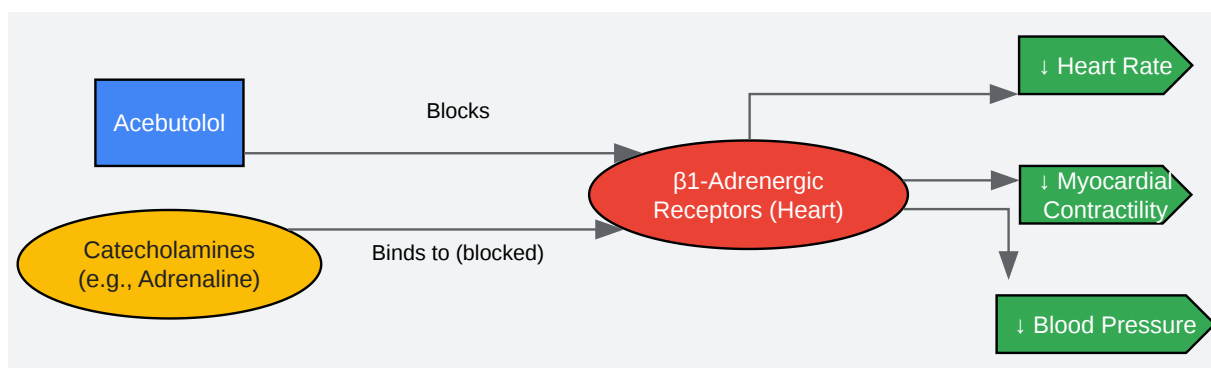 Acebutolol
Blocks
Catecholamines
(e.g., Adrenaline)
Binds to (blocked)
β1-Adrenergic
Receptors (Heart)
↓ Heart Rate
↓ Myocardial
Contractility
↓ Blood Pressure